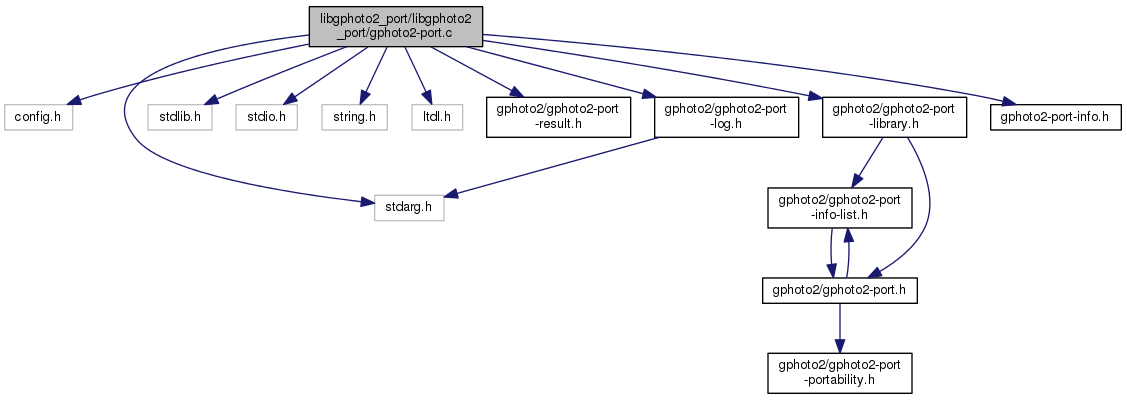 libgphoto2_port/libgphoto2
_port/gphoto2-port.c
config.h
stdlib.h
stdio.h
string.h
ltdl.h
gphoto2/gphoto2-port
-result.h
gphoto2/gphoto2-port
-log.h
gphoto2/gphoto2-port
-library.h
gphoto2-port-info.h
stdarg.h
gphoto2/gphoto2-port
-info-list.h
gphoto2/gphoto2-port.h
gphoto2/gphoto2-port
-portability.h